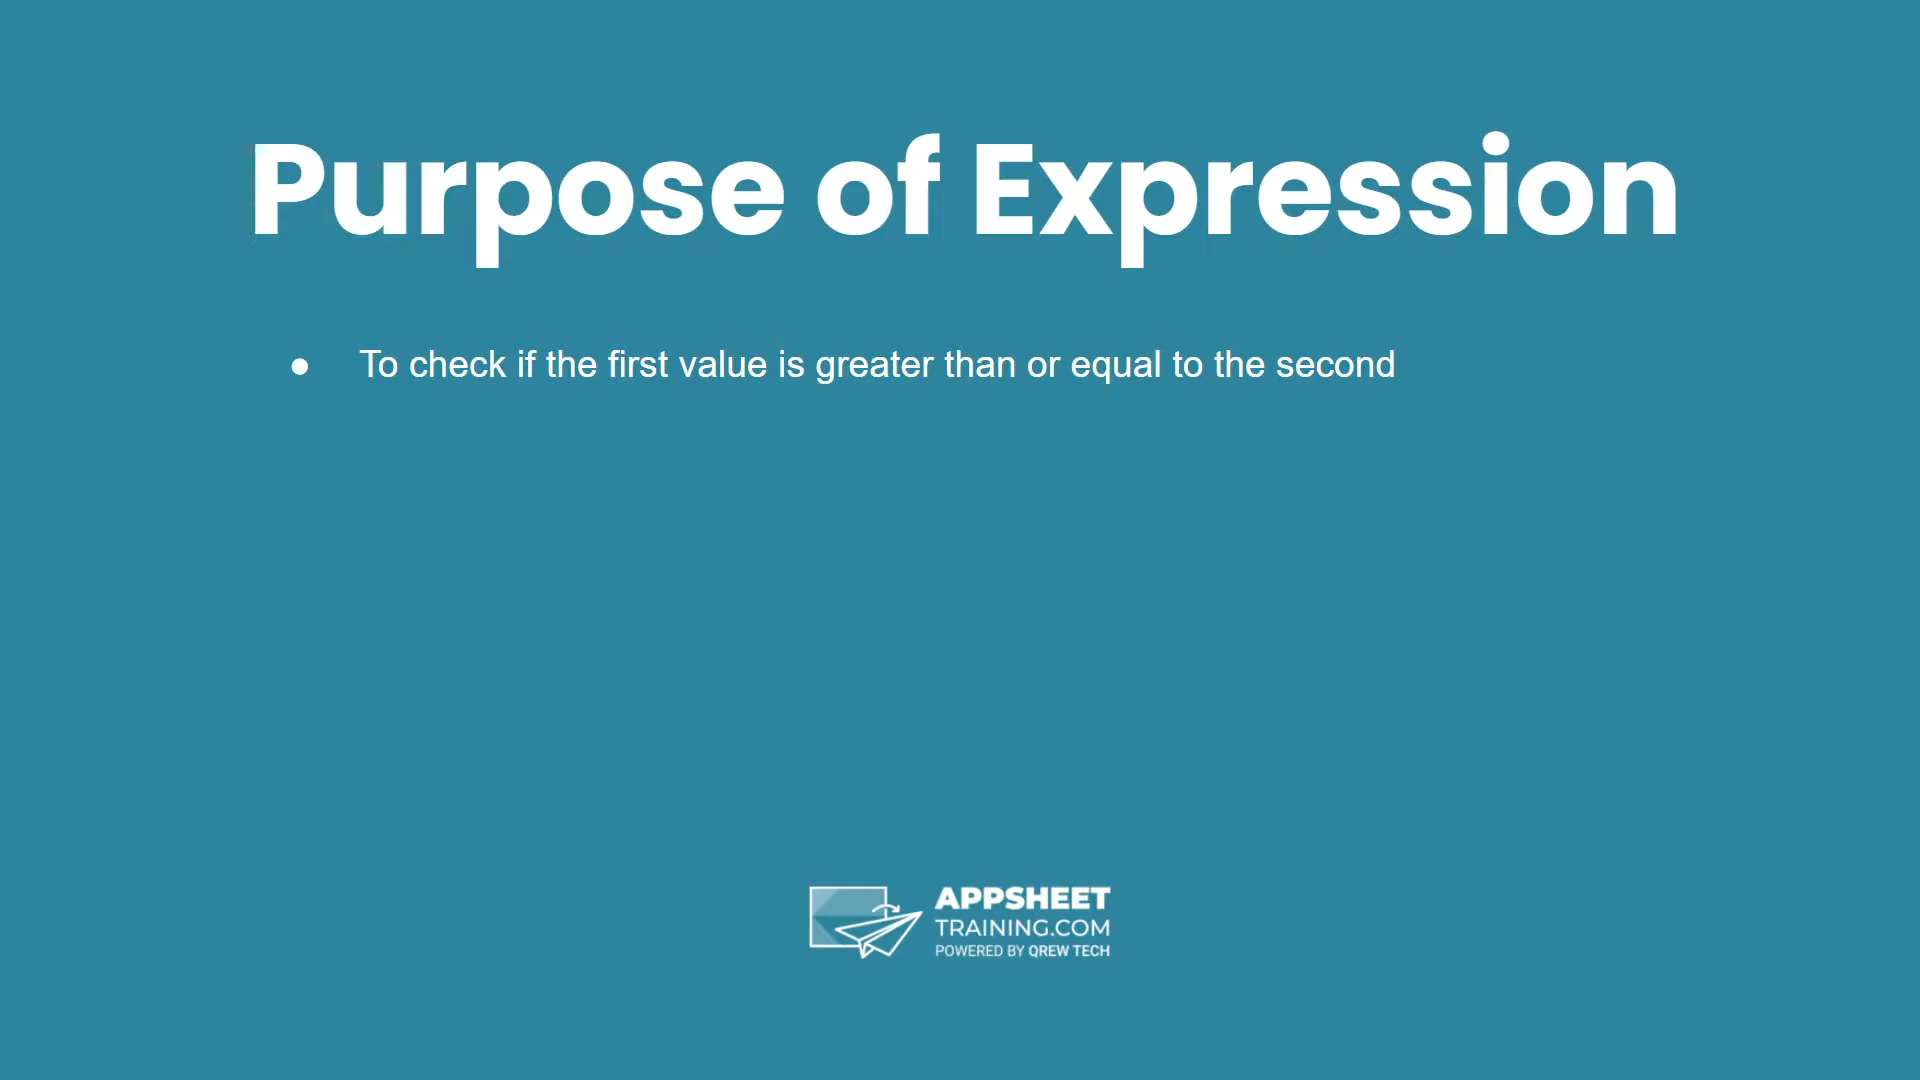 Purpose of Expression
● To check if the first value is greater than or equal to the second
APPSHEET
TRAINING.COM
POWERED BY QREW TECH